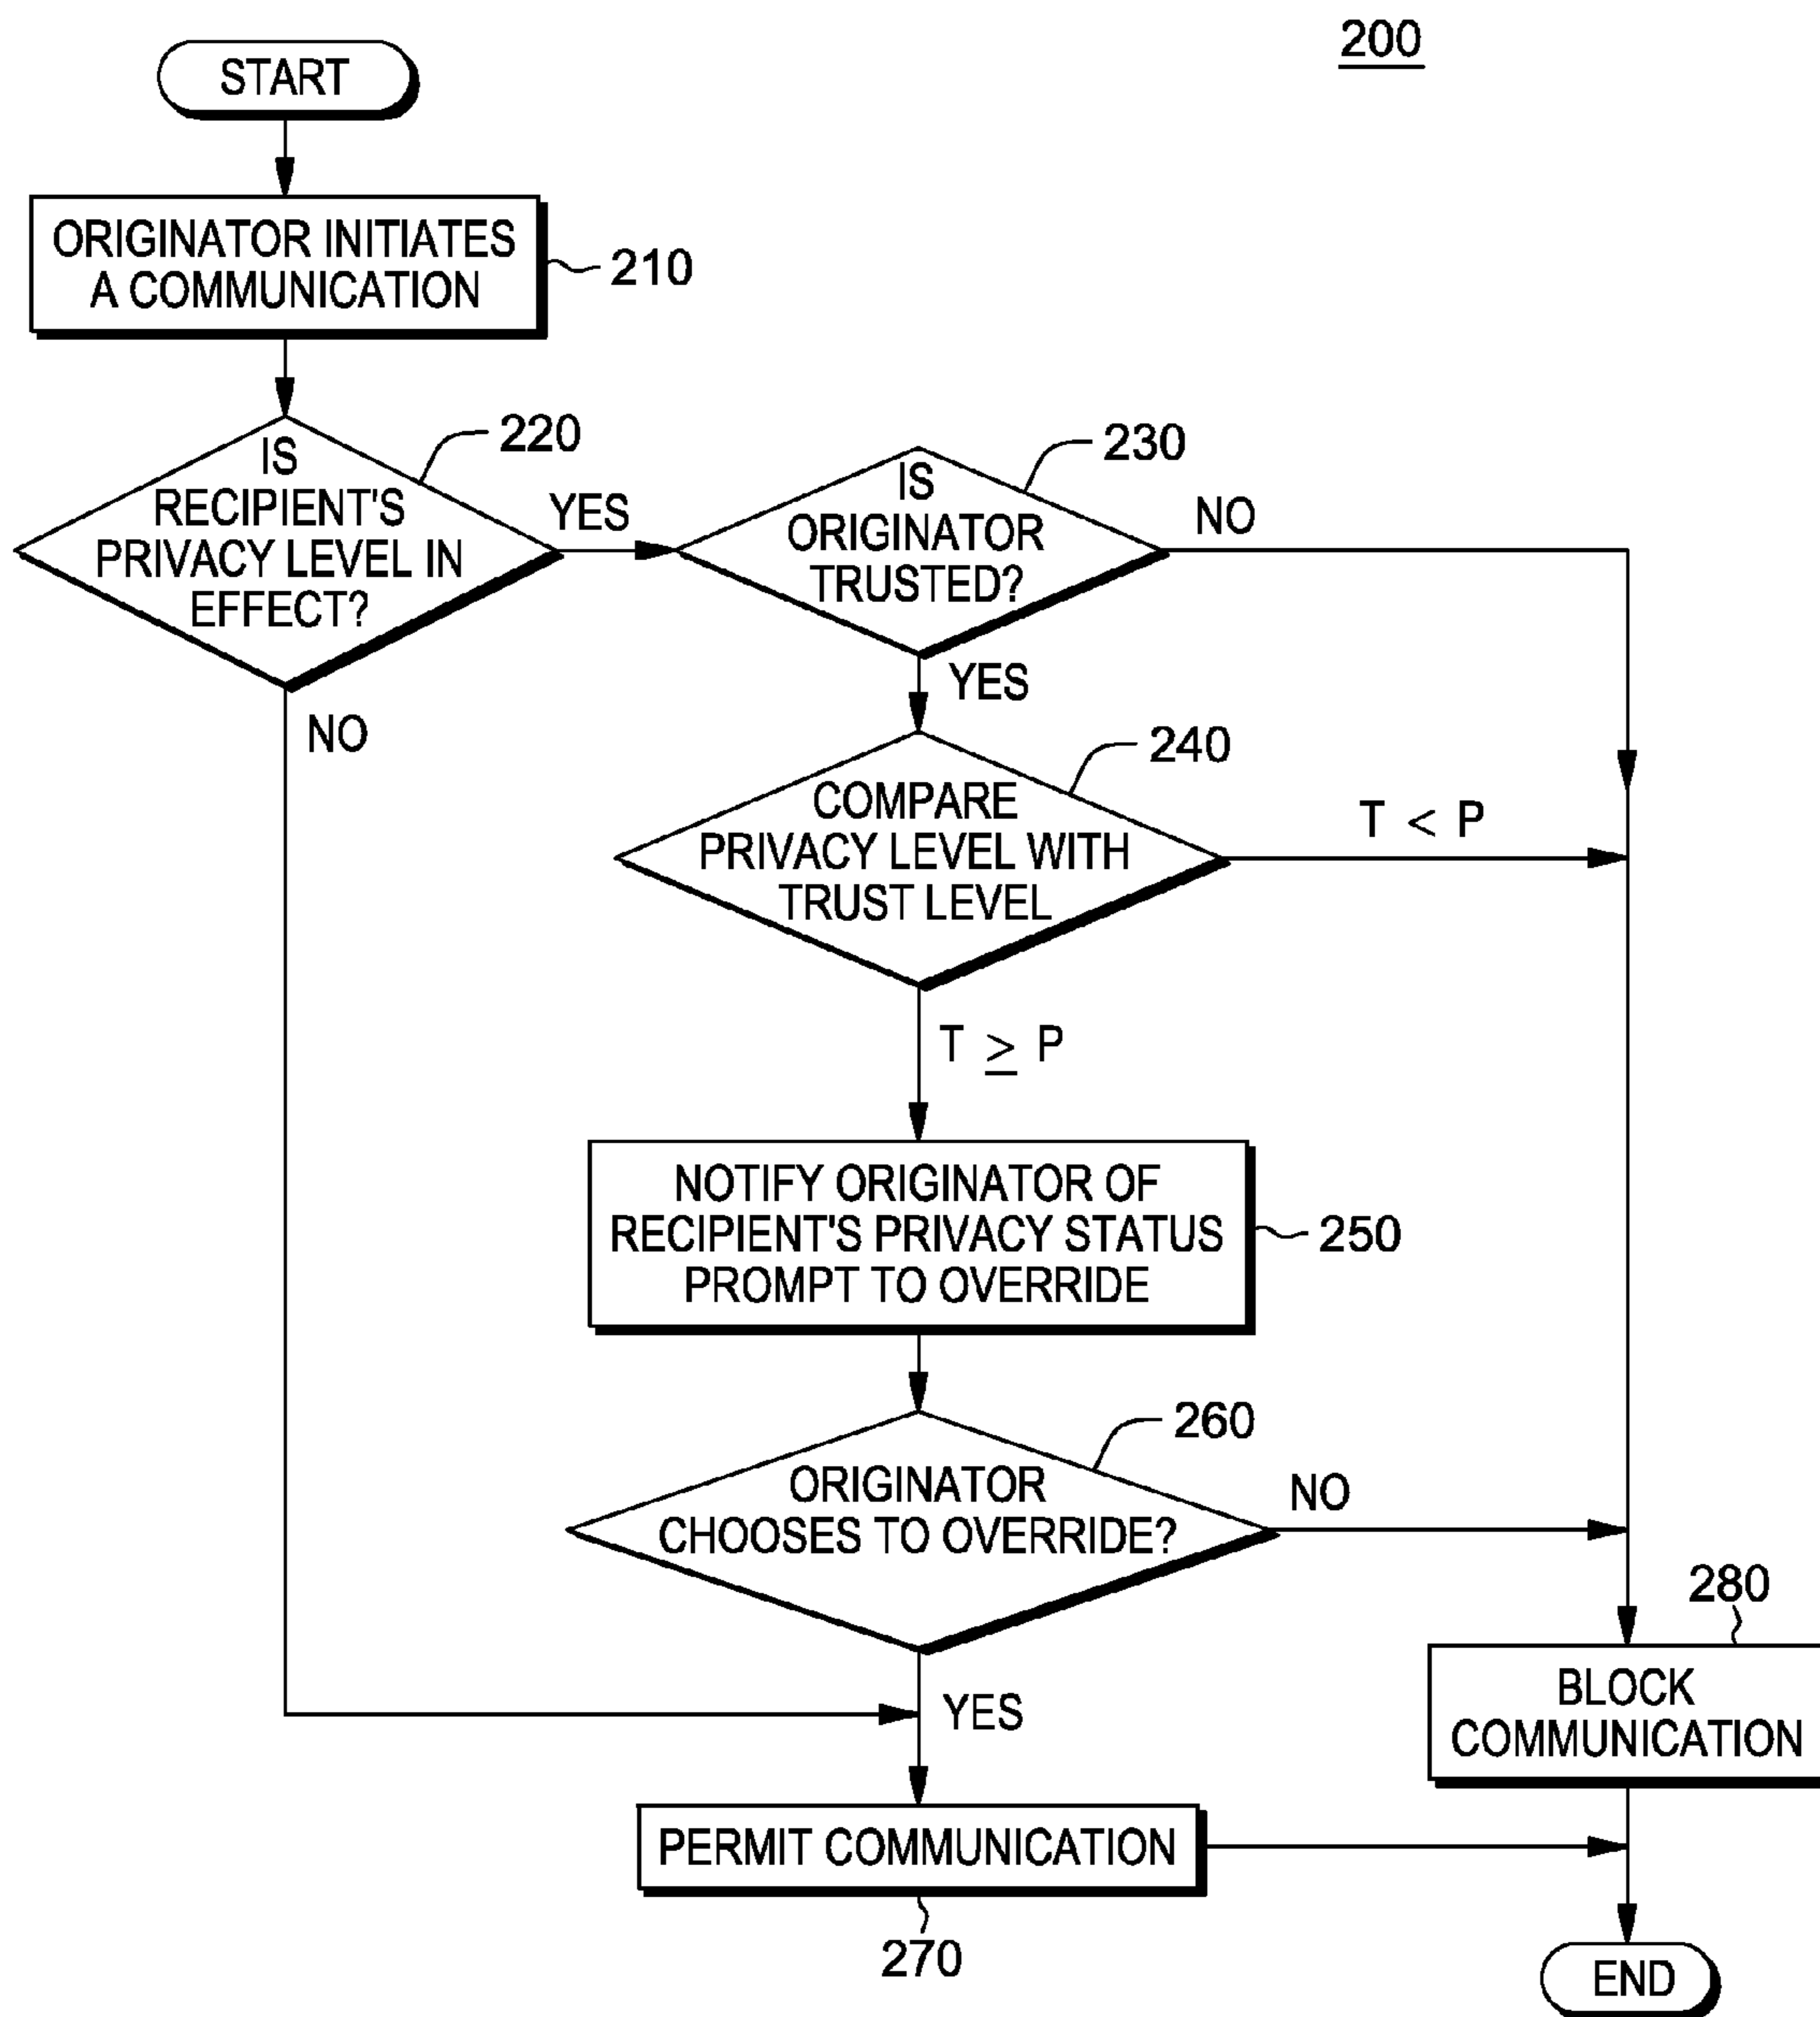 200
START
ORIGINATOR INITIATES
A COMMUNICATION
210
IS
RECIPIENT'S
PRIVACY LEVEL IN
EFFECT?
220
YES
NO
IS
ORIGINATOR
TRUSTED?
230
NO
YES
COMPARE
PRIVACY LEVEL WITH
TRUST LEVEL
240
T < P
T ≥ P
NOTIFY ORIGINATOR OF
RECIPIENT'S PRIVACY STATUS
PROMPT TO OVERRIDE
250
ORIGINATOR
CHOOSES TO OVERRIDE?
260
NO
YES
280
BLOCK
COMMUNICATION
PERMIT COMMUNICATION
270
END